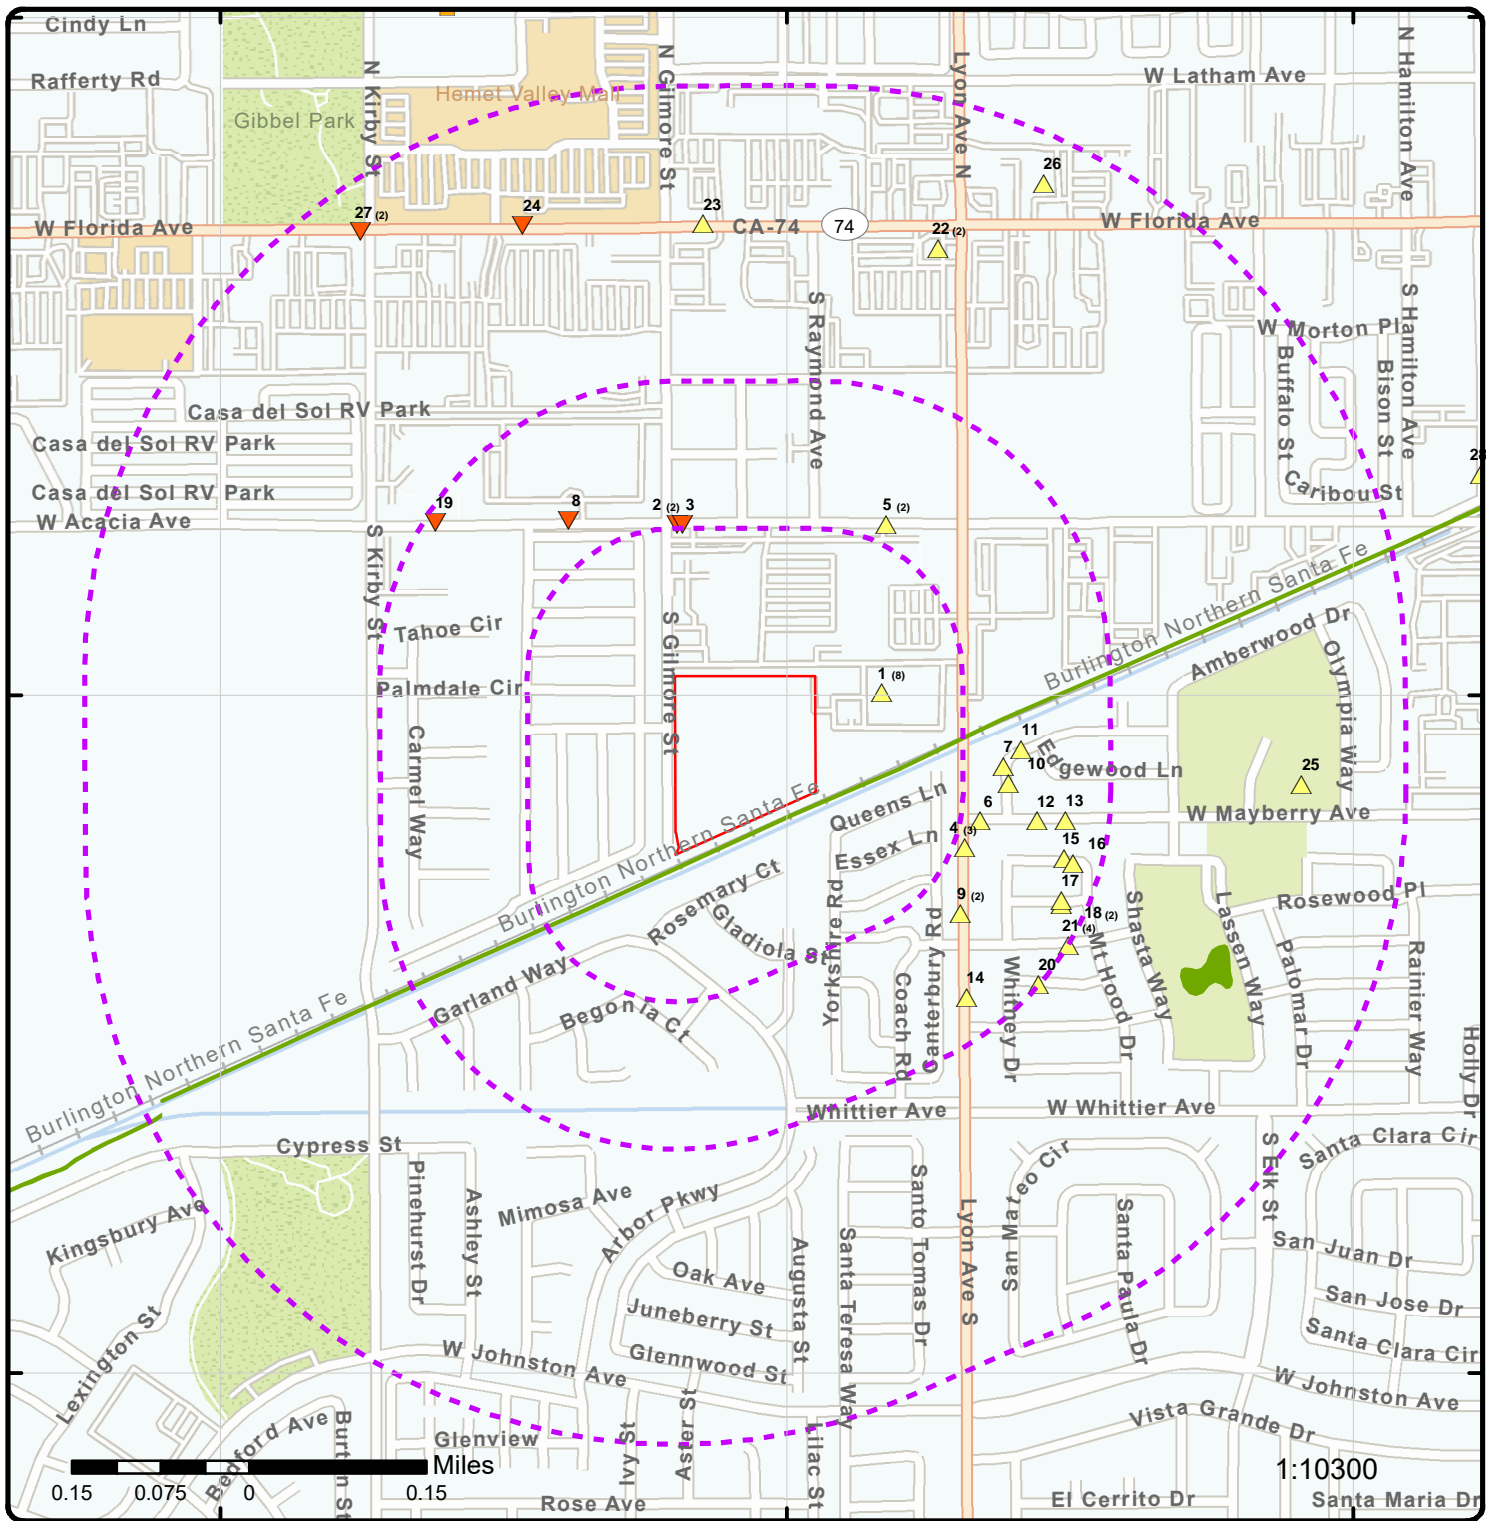 Cindy Ln
Rafferty Rd
N Kirby St
Hemet Valley Mall
Gibbel Park
N Gilmore St
Lyon Ave N
W Latham Ave
N Hamilton Ave
26
27 (2)
24
23
W Florida Ave
CA-74
74
22 (2)
W Florida Ave
S Raymond Ave
W Morton Pl
S Hamilton Ave
Buffalo St
Bison St
Casa del Sol RV Park
Casa del Sol RV Park
Casa del Sol RV Park
Caribou St
28
W Acacia Ave
19
8
2 (2)
3
5 (2)
S Kirby St
Tahoe Cir
S Gilmore St
Burlington Northern Santa Fe
Amberwood Dr
Olympia Way
Palmdale Cir
1 (8)
Carmel Way
11
7
10
Edgewood Ln
25
Queens Ln
6
12
13
W Mayberry Ave
Burlington Northern Santa Fe
4 (3)
Essex Ln
15
16
Rosemary Ct
17
9 (2)
18 (2)
Rosewood Pl
Gladiola St
Yorkshire Rd
Canterbury Rd
21 (4)
Shasta Way
Lassen Way
Garland Way
Begonia Ct
Coach Rd
14
20
Whitney Dr
Mt Hood Dr
Palomar Dr
Rainier Way
Holly Dr
Burlington Northern Santa Fe
Whittier Ave
W Whittier Ave
Cypress St
S Elk St
Santa Clara Cir
Kingsbury Ave
Pinehurst Dr
Ashley St
Mimosa Ave
Arbor Pkwy
Santo Tomas Dr
San Mateo Cir
Lyon Ave S
Santa Paula Dr
San Juan Dr
Oak Ave
Augusta St
Santa Teresa Way
Juneberry St
San Jose Dr
Lexington St
W Johnston Ave
Glennwood St
Santa Clara Cir
W Johnston Ave
Bedford Ave
Burton St
Glenview
Ivy St
Aster St
Lilac St
Vista Grande Dr
Miles
1:10300
0.15
0.075
0
0.15
Rose Ave
El Cerrito Dr
Santa Maria Dr